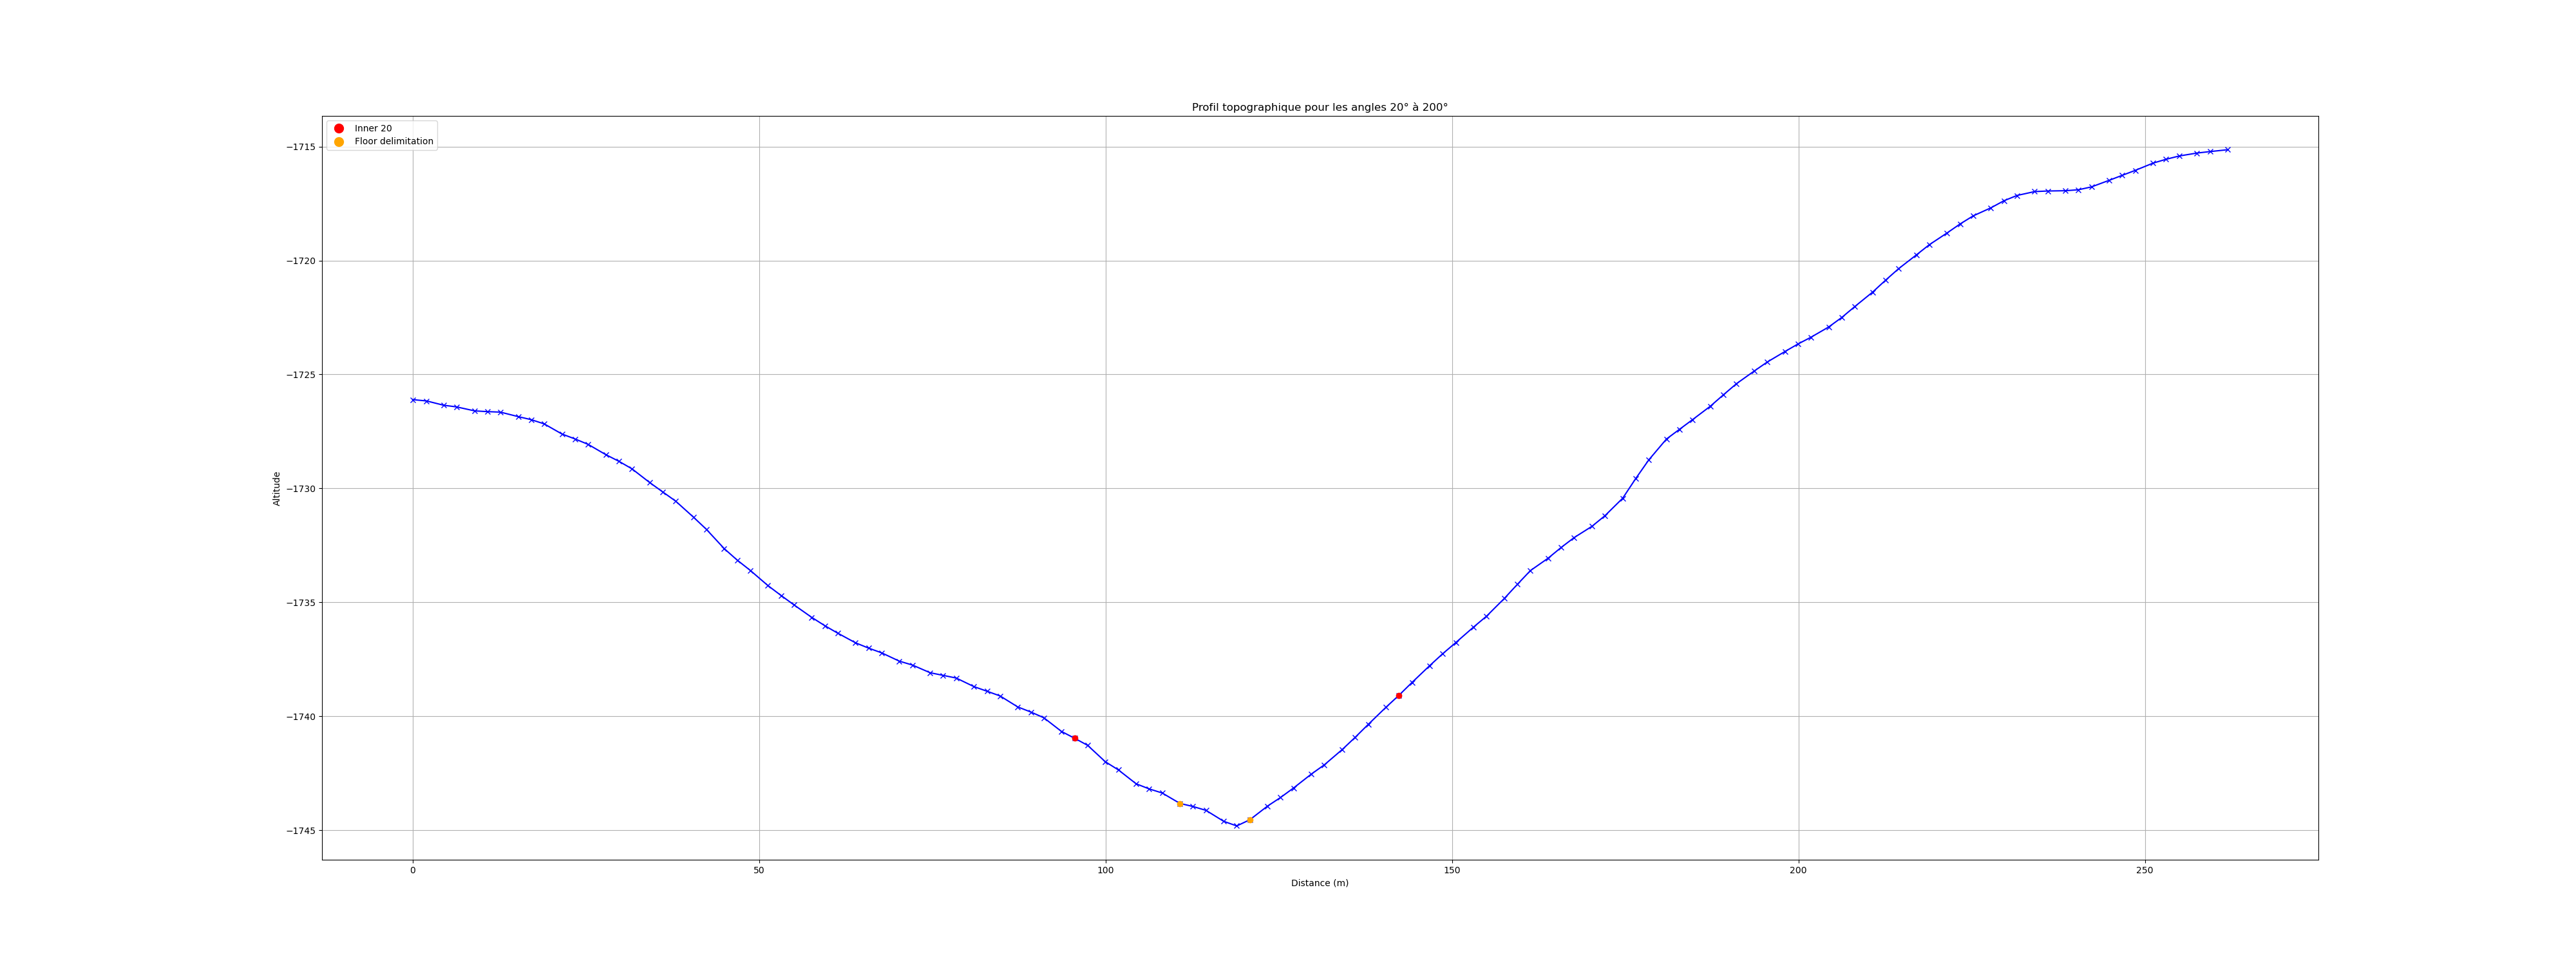 Profil topographique pour les angles 20° à 200°
Inner 20
Floor delimitation
−1715
−1720
−1725
−1730
−1735
−1740
−1745
Altitude
0 50 100 150 200 250
Distance (m)